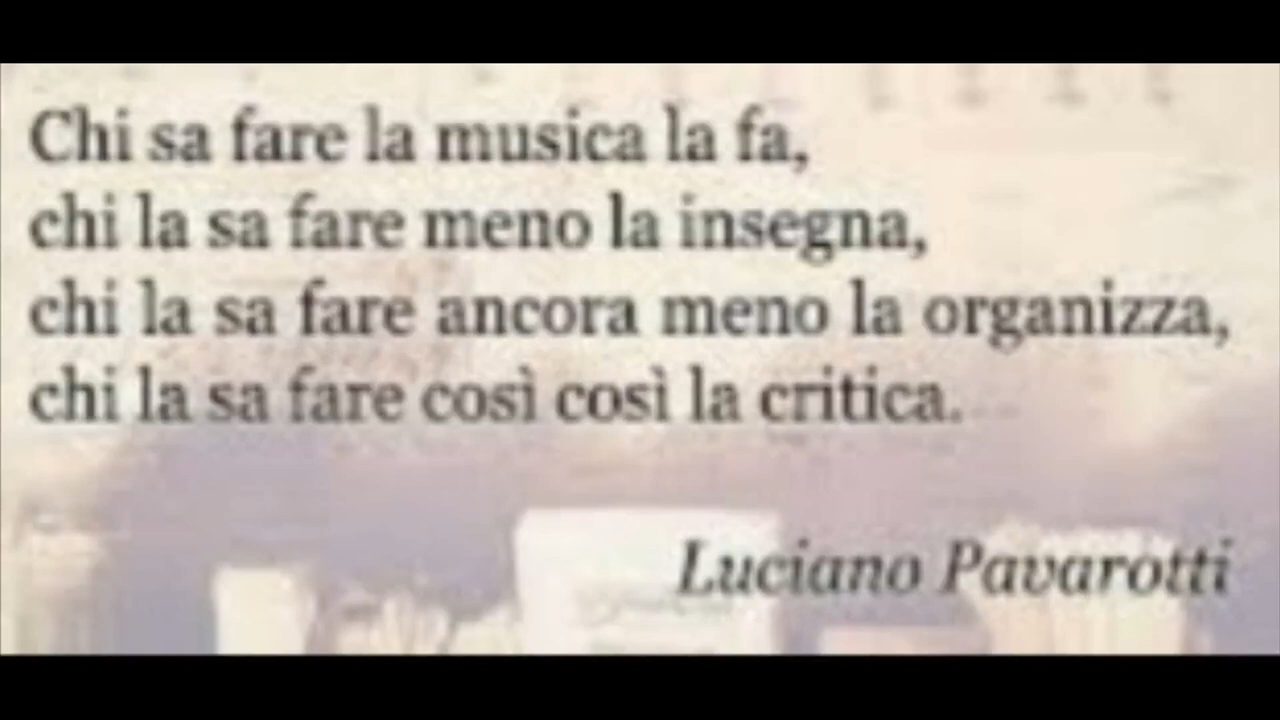 Chi sa fare la musica la fa,
chi la sa fare meno la insegna,
chi la sa fare ancora meno la organizza,
chi la sa fare così così la critica.
Luciano Pavarotti